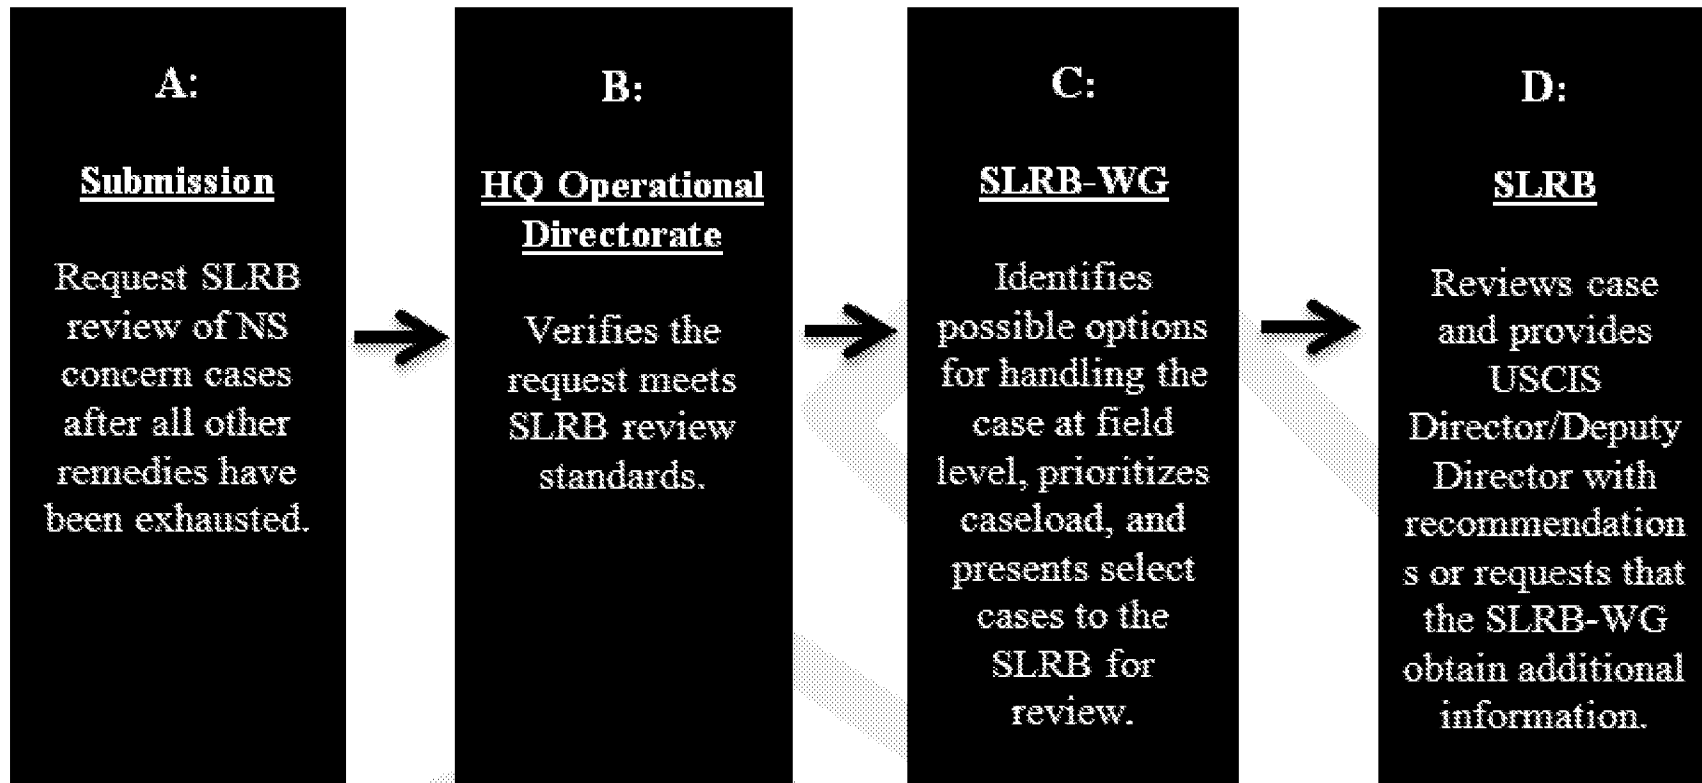 A:
Submission
Request SLRB
review of NS
concern cases
after all other
remedies have
been exhausted.
B:
HQ Operational
Directorate
Verifies the
request meets
SLRB review
standards.
C:
SLRB-WG
Identifies
possible options
for handling the
case at field
level, prioritizes
caseload, and
presents select
cases to the
SLRB for
review.
D:
SLRB
Reviews case
and provides
USCIS
Director/Deputy
Director with
recommendation
s or requests that
the SLRB-WG
obtain additional
information.